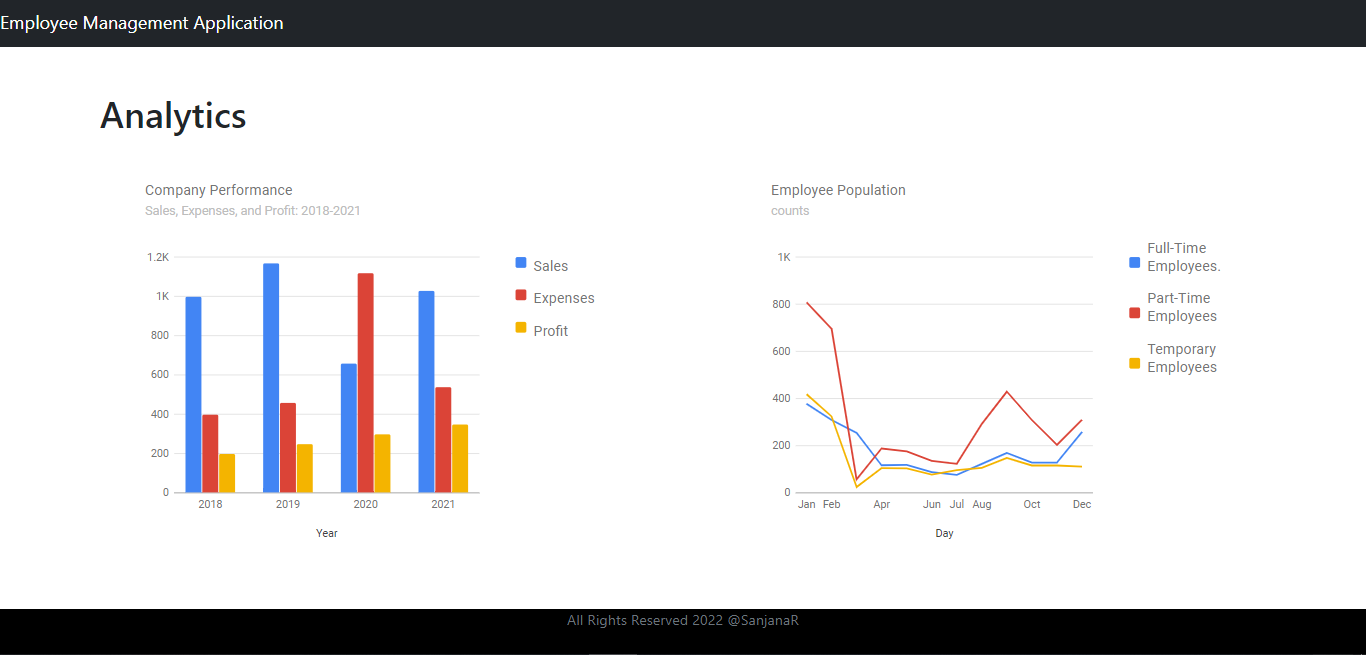 Employee Management Application
Analytics
Company Performance
Sales, Expenses, and Profit: 2018-2021
1.2K
1K
800
600
400
200
0
2018 2019 2020 2021
Year
Sales
Expenses
Profit
Employee Population
counts
1K
800
600
400
200
0
Jan Feb Apr Jun Jul Aug Oct Dec
Day
Full-Time
Employees.
Part-Time
Employees
Temporary
Employees
All Rights Reserved 2022 @SanjanaR